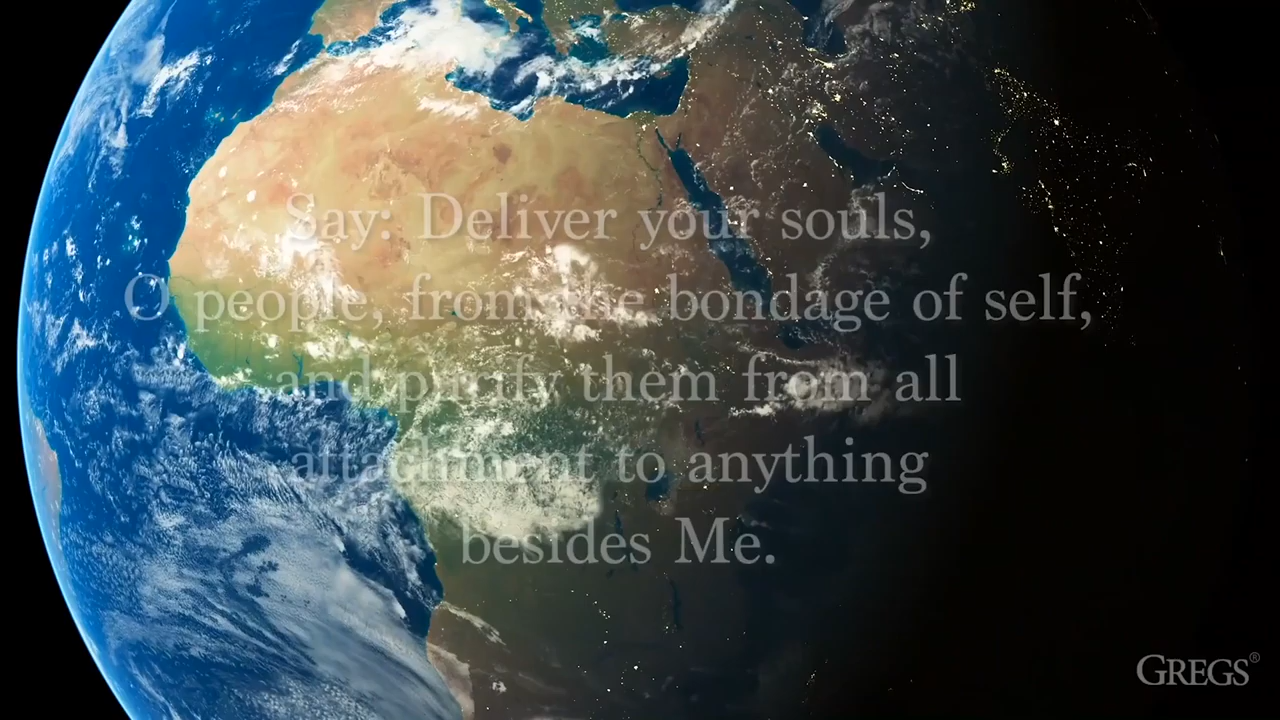 Say: Deliver your souls,
O people, from the bondage of self,
and purify them from all
attachment to anything
besides Me.
GREGS®